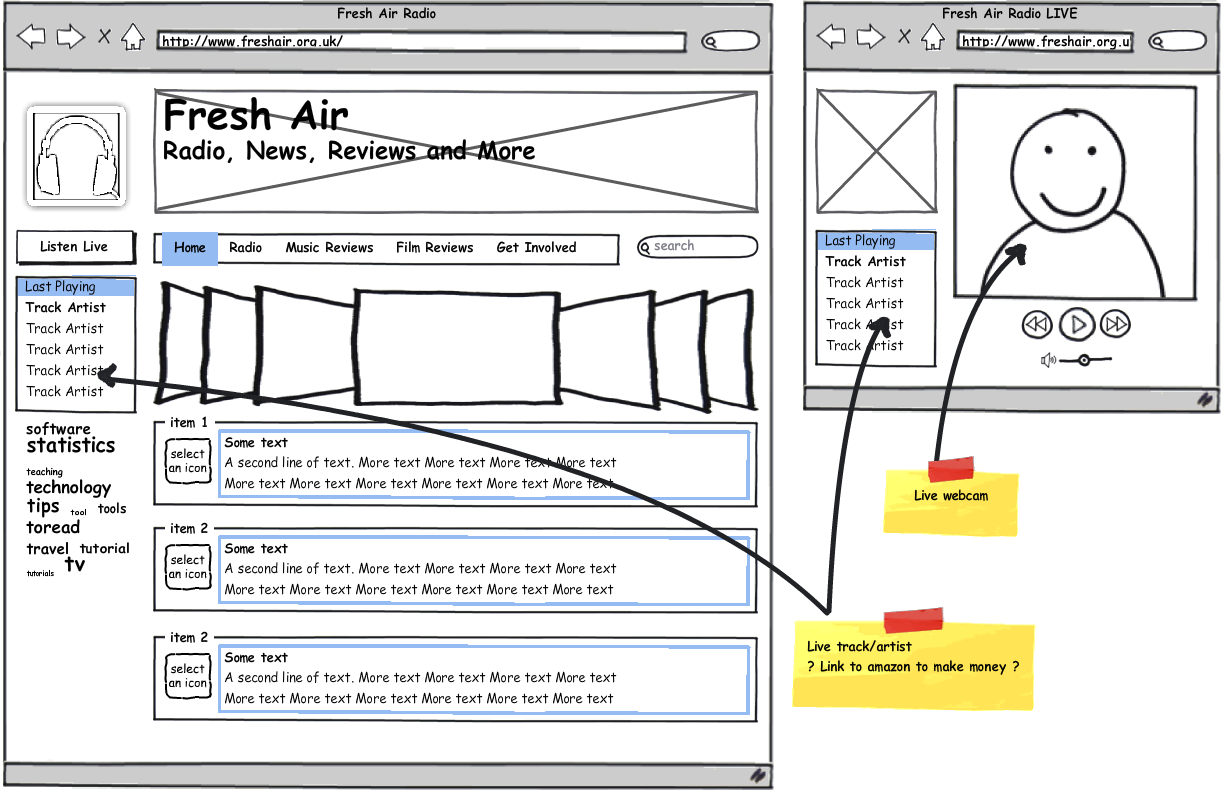 Fresh Air Radio
http://www.freshair.org.uk/
Fresh Air
Radio, News, Reviews and More
Listen Live
Home Radio Music Reviews Film Reviews Get Involved
search
Last Playing
Track Artist
Track Artist
Track Artist
Track Artist
Track Artist
software
statistics
teaching
technology
tips tool tools
toread
travel tutorial
tutorials tv
item 1
select
an icon
Some text
A second line of text. More text More text More text More text
More text More text More text More text More text More text
item 2
select
an icon
Some text
A second line of text. More text More text More text More text
More text More text More text More text More text More text
item 2
select
an icon
Some text
A second line of text. More text More text More text More text
More text More text More text More text More text More text
Fresh Air Radio LIVE
http://www.freshair.org.u
Last Playing
Track Artist
Track Artist
Track Artist
Track Artist
Track Artist
Live webcam
Live track/artist
? Link to amazon to make money ?